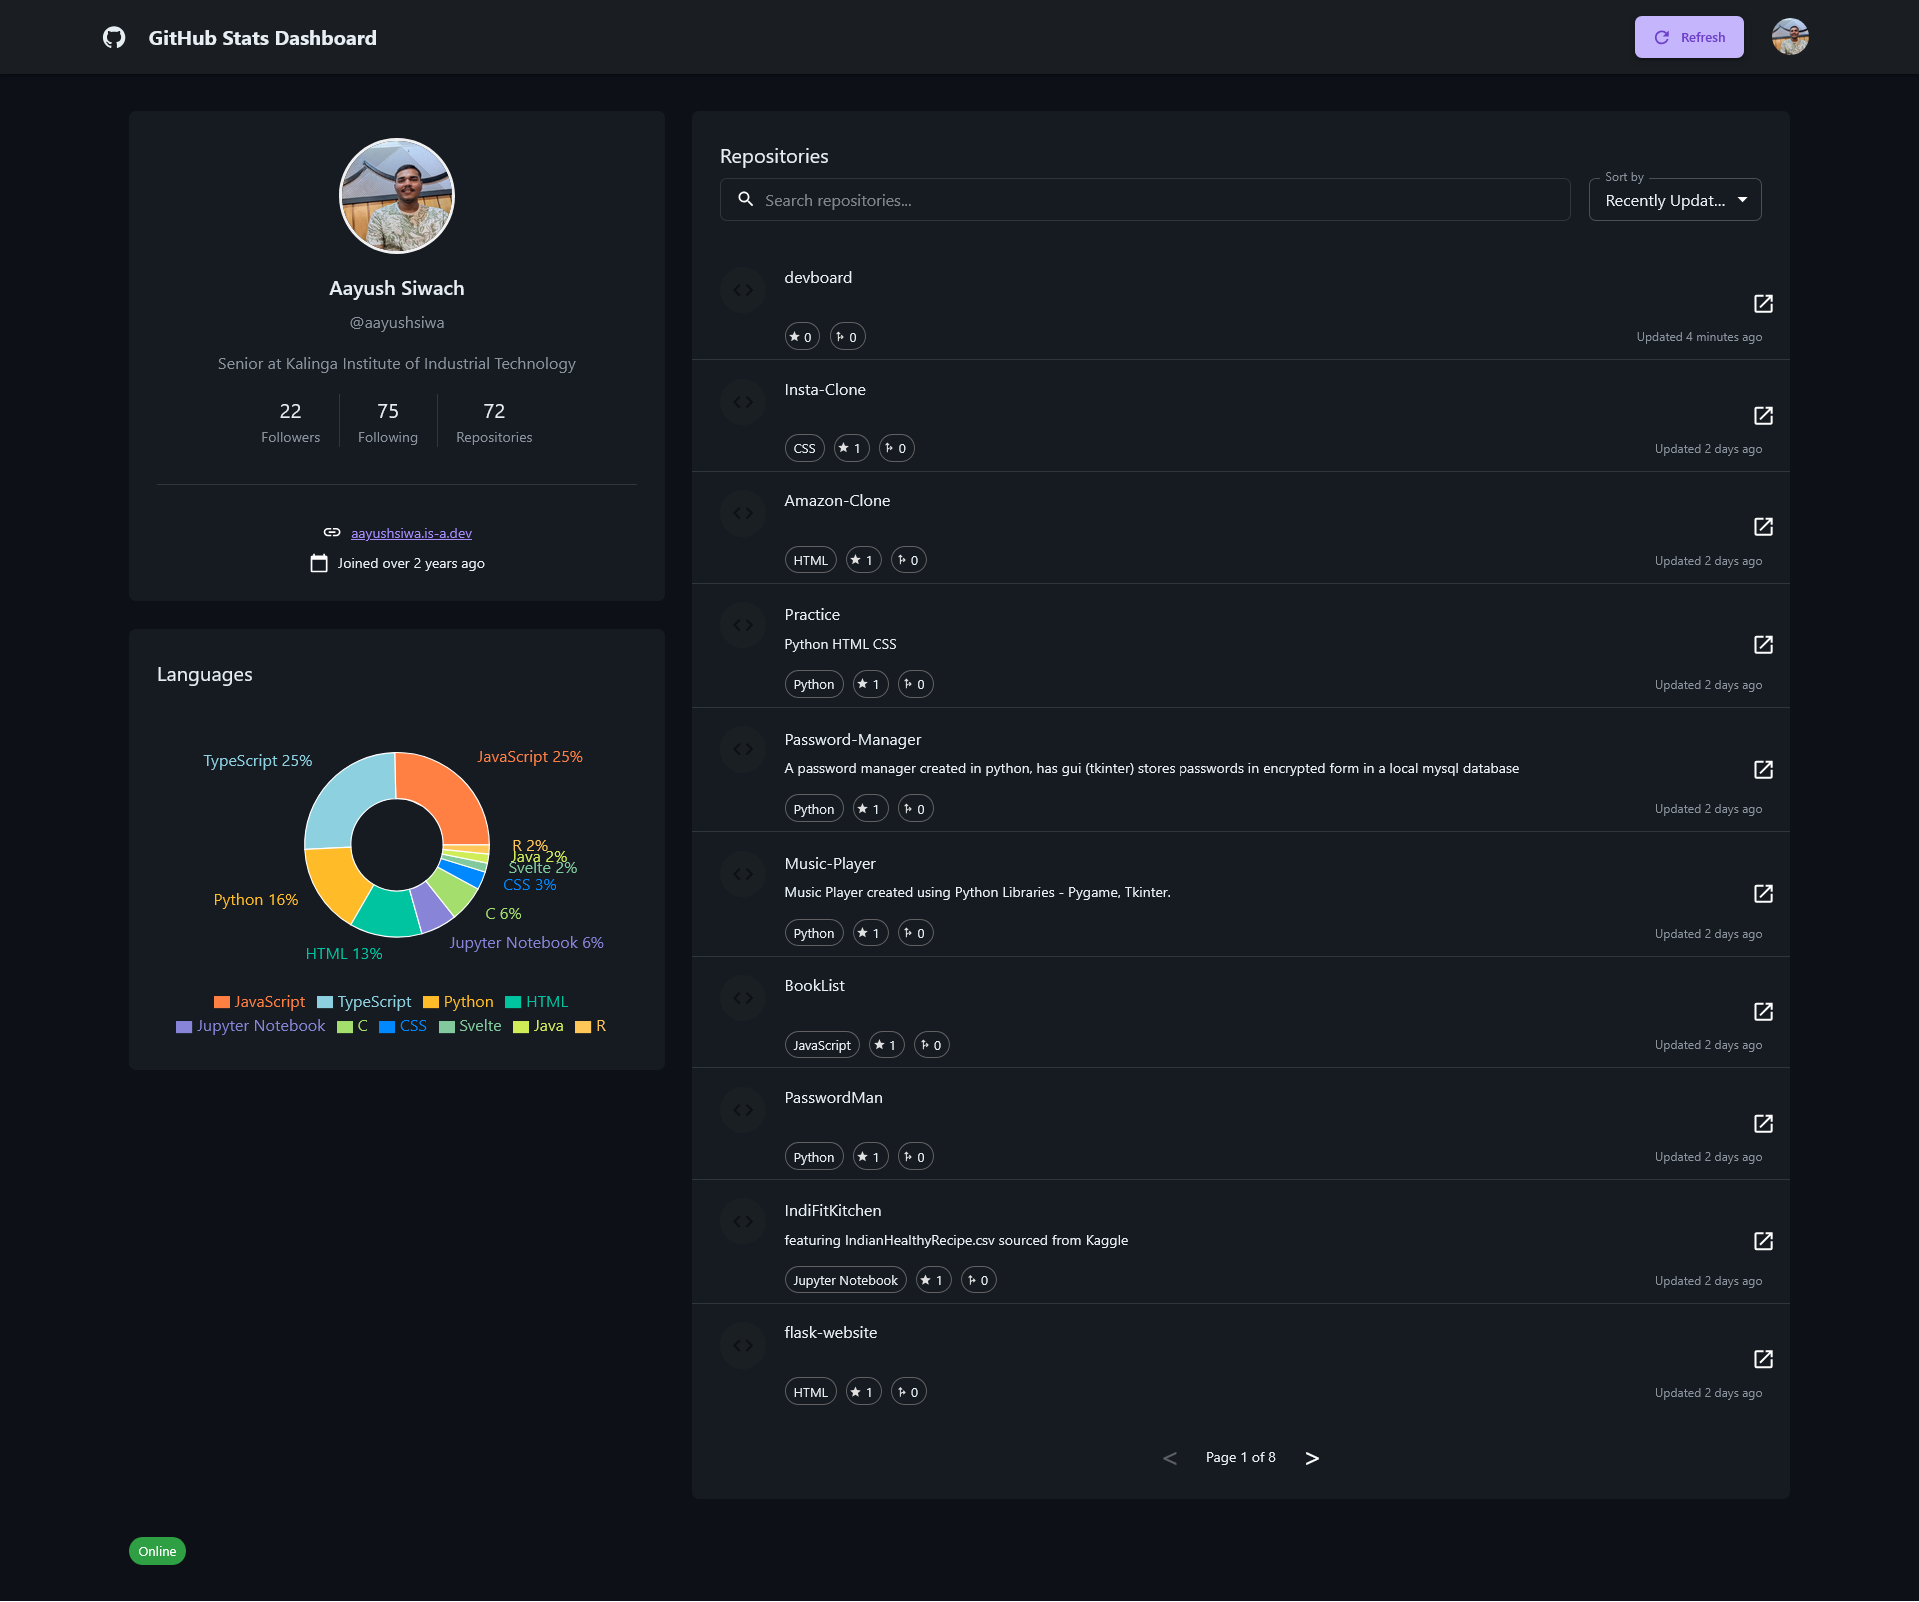 GitHub Stats Dashboard
Refresh
Aayush Siwach
@aayushsiwa
Senior at Kalinga Institute of Industrial Technology
22 75 72
Followers Following Repositories
aayushsiwa.is-a.dev
Joined over 2 years ago
Languages
TypeScript 25%
JavaScript 25%
R 2%
Java 2%
Svelte 2%
CSS 3%
Python 16%
C 6%
Jupyter Notebook 6%
HTML 13%
JavaScript TypeScript Python HTML
Jupyter Notebook C CSS Svelte Java R
Repositories
Search repositories...
Sort by
Recently Updat...
devboard
0 0
Updated 4 minutes ago
Insta-Clone
CSS 1 0
Updated 2 days ago
Amazon-Clone
HTML 1 0
Updated 2 days ago
Practice
Python HTML CSS
Python 1 0
Updated 2 days ago
Password-Manager
A password manager created in python, has gui (tkinter) stores passwords in encrypted form in a local mysql database
Python 1 0
Updated 2 days ago
Music-Player
Music Player created using Python Libraries - Pygame, Tkinter.
Python 1 0
Updated 2 days ago
BookList
JavaScript 1 0
Updated 2 days ago
PasswordMan
Python 1 0
Updated 2 days ago
IndiFitKitchen
featuring IndianHealthyRecipe.csv sourced from Kaggle
Jupyter Notebook 1 0
Updated 2 days ago
flask-website
HTML 1 0
Updated 2 days ago
< Page 1 of 8 >
Online